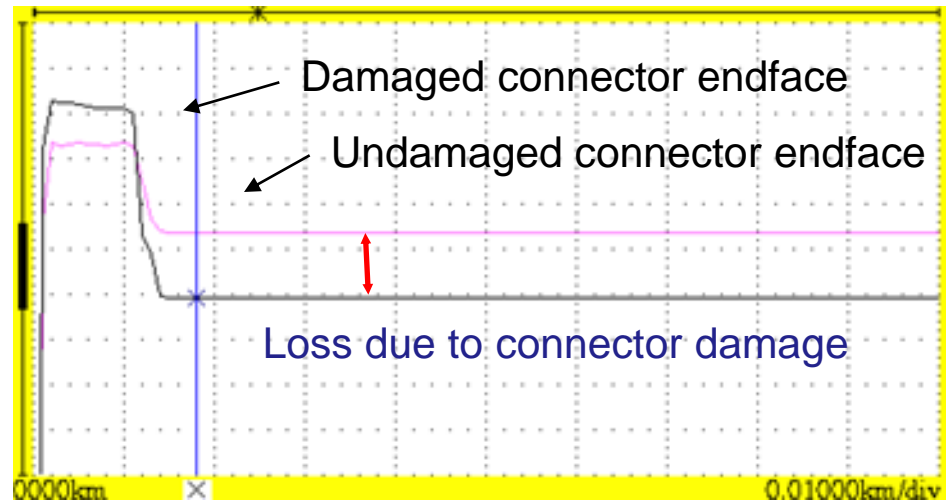 Damaged connector endface
Undamaged connector endface
Loss due to connector damage
0000km
0.01000km/div